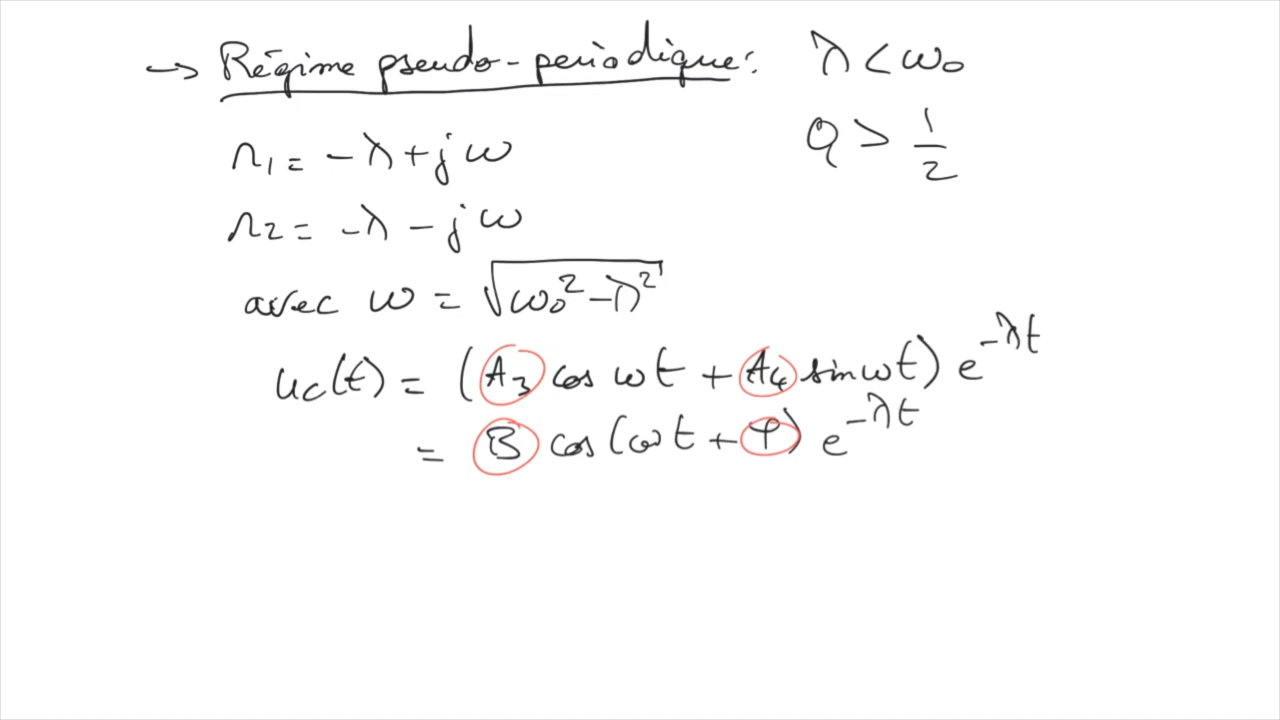 → Régime pseudo-periodique : λ < ω₀
Q > 1/2
r₁ = -λ + jω
r₂ = -λ - jω
avec ω = √(ω₀² - λ²)
u_c(t) = (A₃ cos ωt + A₄ sin ωt) e^(-λt)
= B cos(ωt + φ) e^(-λt)